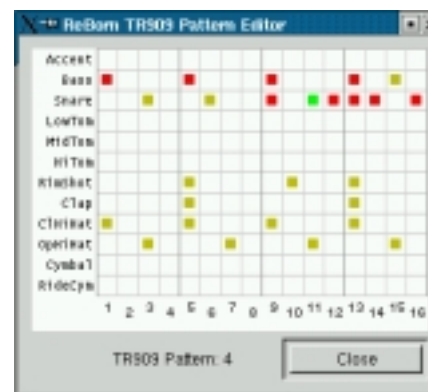 ReBorn TR909 Pattern Editor
Accent
Bass
Snare
LowTom
MidTom
HiTom
RimShot
Clap
ClHiHat
OpHiHat
Cymbal
RideCym
1 2 3 4 5 6 7 8 9 10 11 12 13 14 15 16
TR909 Pattern: 4
Close